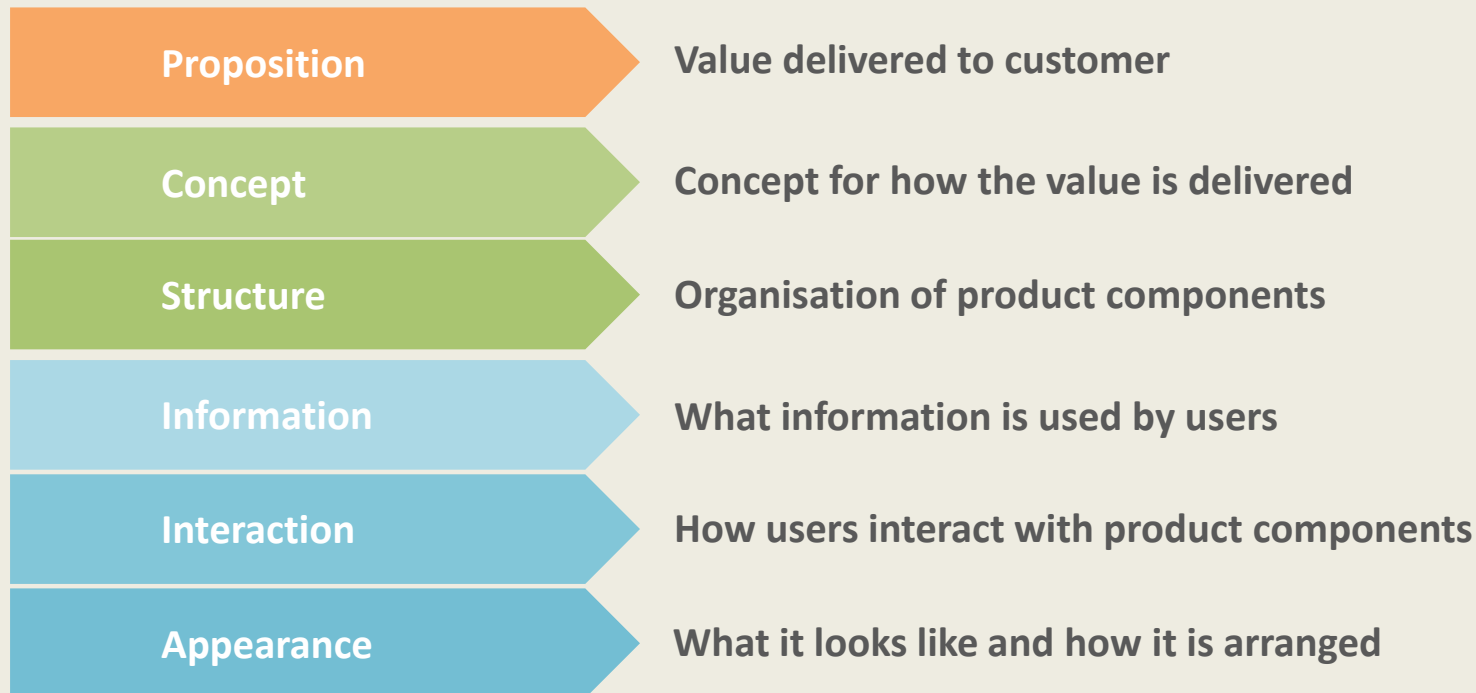 Proposition
Value delivered to customer
Concept
Concept for how the value is delivered
Structure
Organisation of product components
Information
What information is used by users
Interaction
How users interact with product components
Appearance
What it looks like and how it is arranged